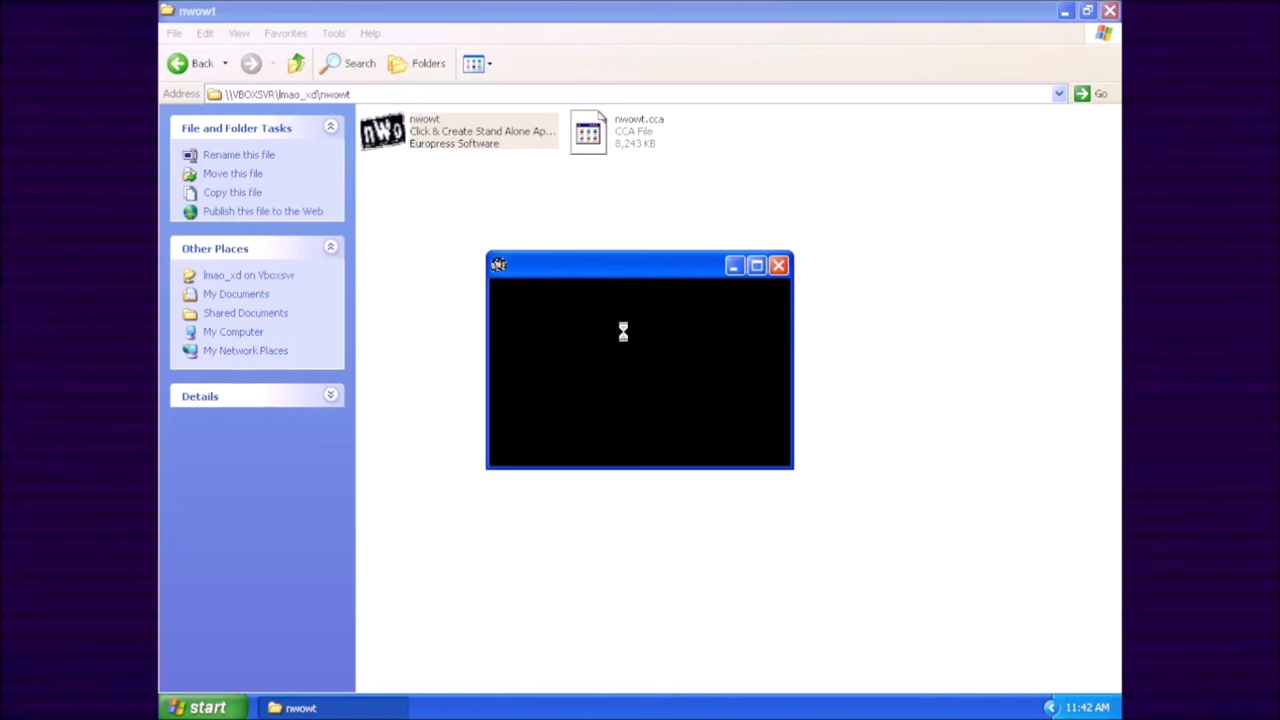 nwowt
File Edit View Favorites Tools Help
Back Search Folders
Address \\VBOXSVR\lmao_xd\nwowt Go
File and Folder Tasks
Rename this file
Move this file
Copy this file
Publish this file to the Web
Other Places
lmao_xd on Vboxsvr
My Documents
Shared Documents
My Computer
My Network Places
Details
nWo
nwowt
Click & Create Stand Alone Ap...
Europress Software
nwowt.cca
CCA File
8,243 KB
start nwowt 11:42 AM